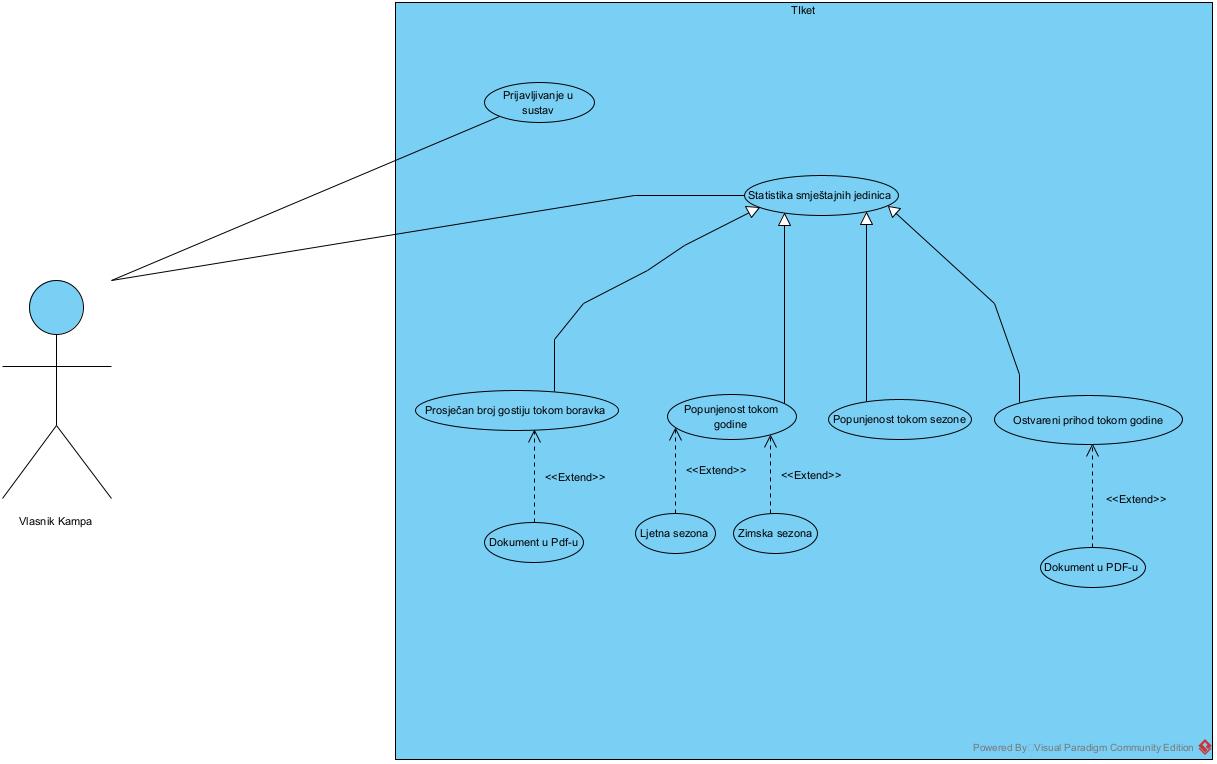 TIket
Prijavljivanje u
sustav
Statistika smještajnih jedinica
Prosječan broj gostiju tokom boravka
Popunjenost tokom
godine
Popunjenost tokom sezone
Ostvareni prihod tokom godine
<<Extend>>
<<Extend>>
<<Extend>>
<<Extend>>
Vlasnik Kampa
Dokument u Pdf-u
Ljetna sezona
Zimska sezona
Dokument u PDF-u
Powered By: Visual Paradigm Community Edition